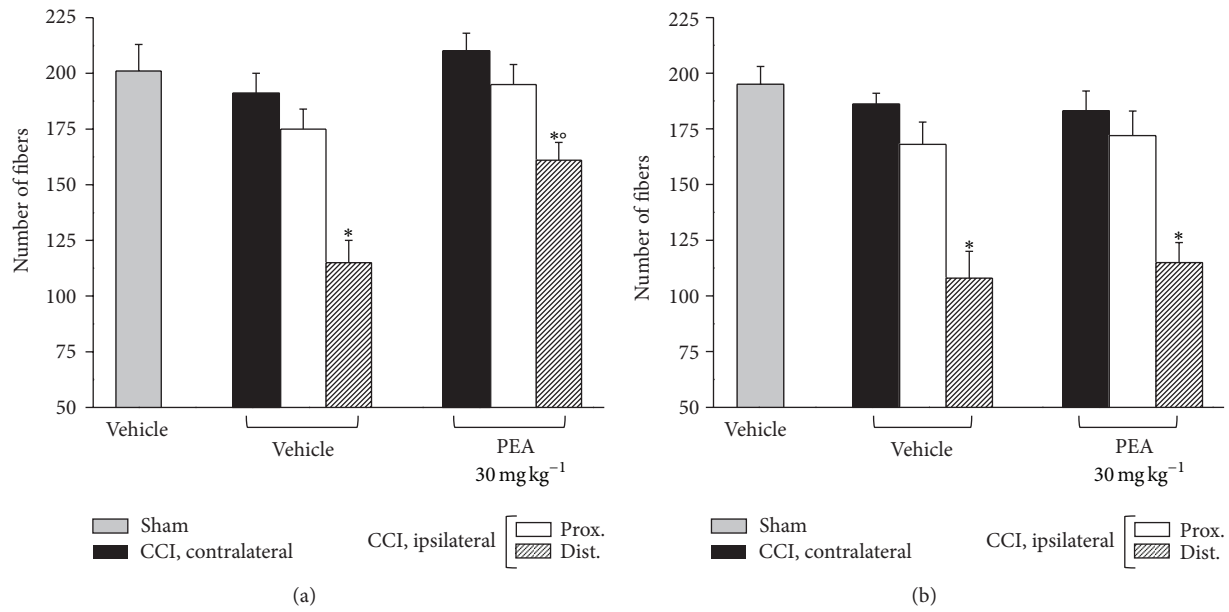 225
200
175
150
125
100
75
50
Number of fibers
*
*°
Vehicle
Vehicle
PEA
30 mg kg⁻¹
Sham
CCI, contralateral
CCI, ipsilateral
Prox.
Dist.
(a)
225
200
175
150
125
100
75
50
Number of fibers
*
*
Vehicle
Vehicle
PEA
30 mg kg⁻¹
Sham
CCI, contralateral
CCI, ipsilateral
Prox.
Dist.
(b)